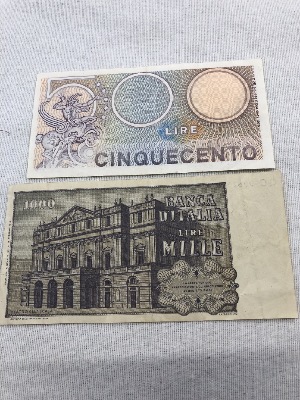 LIRE
CINQUECENTO
1000
BANCA
D'ITALIA
LIRE
MILLE